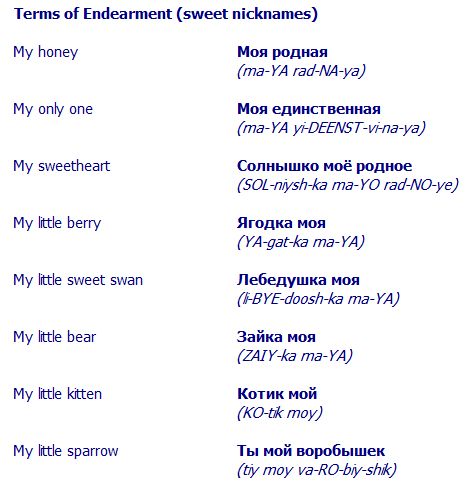 Terms of Endearment (sweet nicknames)
My honey Моя родная
(ma-YA rad-NA-ya)
My only one Моя единственная
(ma-YA yi-DEENST-vi-na-ya)
My sweetheart Солнышко моё родное
(SOL-niysh-ka ma-YO rad-NO-ye)
My little berry Ягодка моя
(YA-gat-ka ma-YA)
My little sweet swan Лебедушка моя
(li-BYE-doosh-ka ma-YA)
My little bear Зайка моя
(ZAIY-ka ma-YA)
My little kitten Котик мой
(KO-tik moy)
My little sparrow Ты мой воробышек
(tiy moy va-RO-biy-shik)